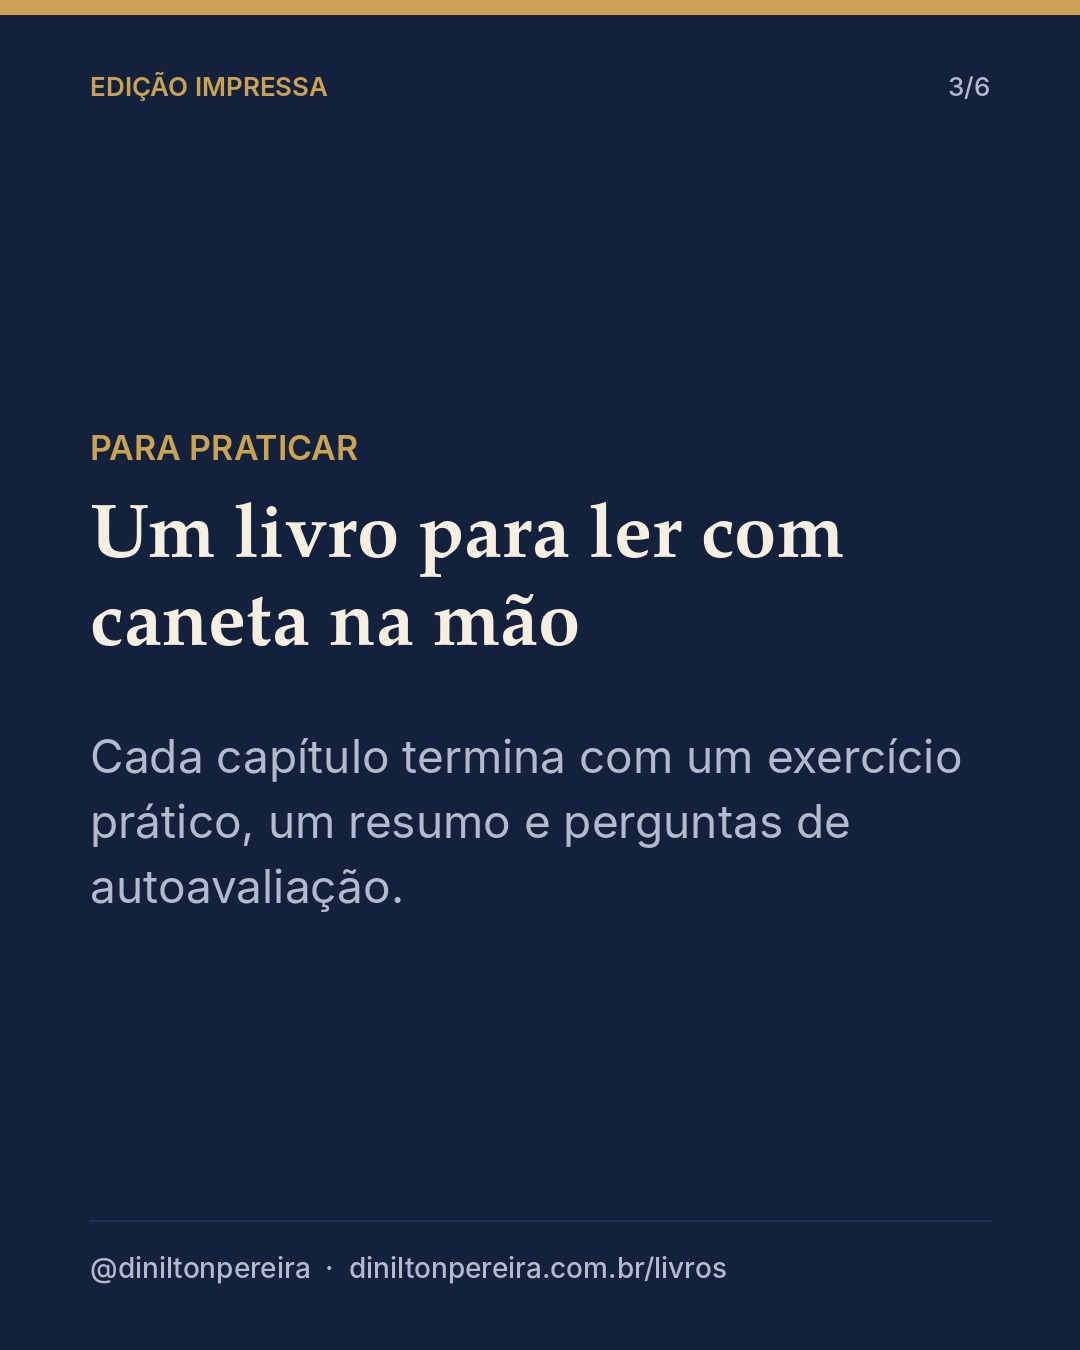 EDIÇÃO IMPRESSA
3/6
PARA PRATICAR
Um livro para ler com
caneta na mão
Cada capítulo termina com um exercício
prático, um resumo e perguntas de
autoavaliação.
@diniltonpereira · diniltonpereira.com.br/livros